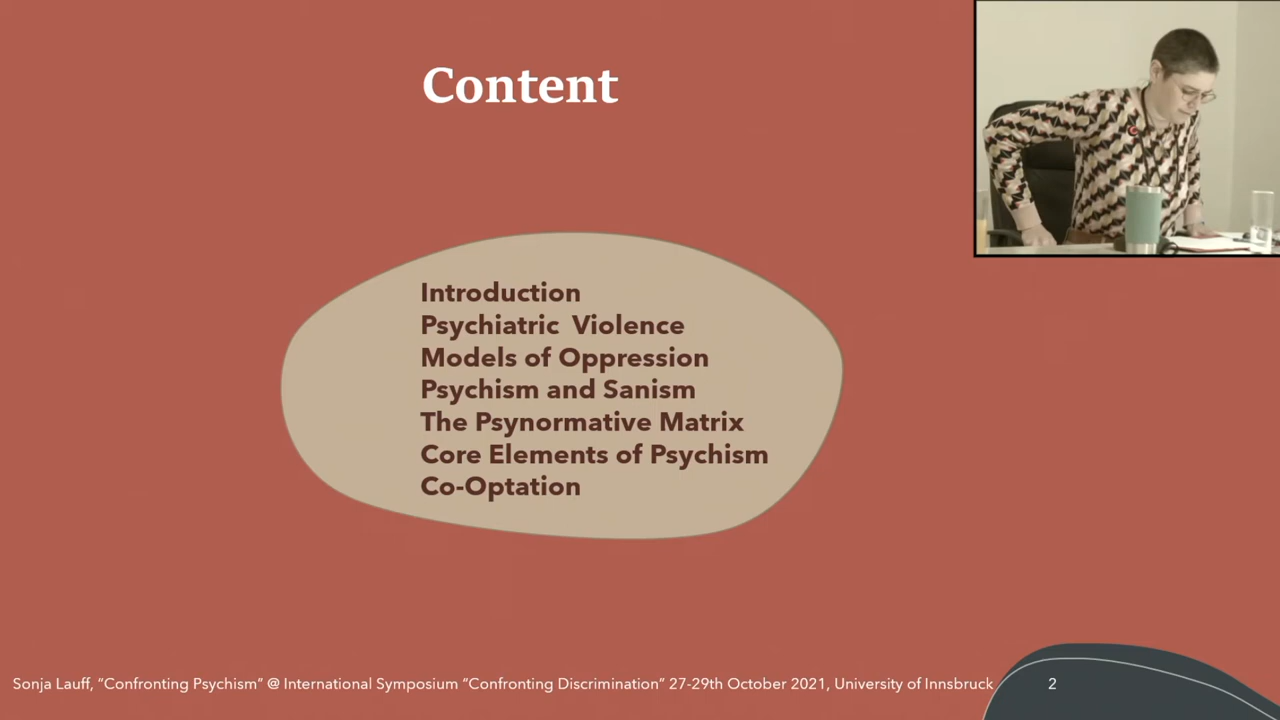 Content
Introduction
Psychiatric Violence
Models of Oppression
Psychism and Sanism
The Psynormative Matrix
Core Elements of Psychism
Co-Optation
Sonja Lauff, "Confronting Psychism" @ International Symposium "Confronting Discrimination" 27-29th October 2021, University of Innsbruck 2